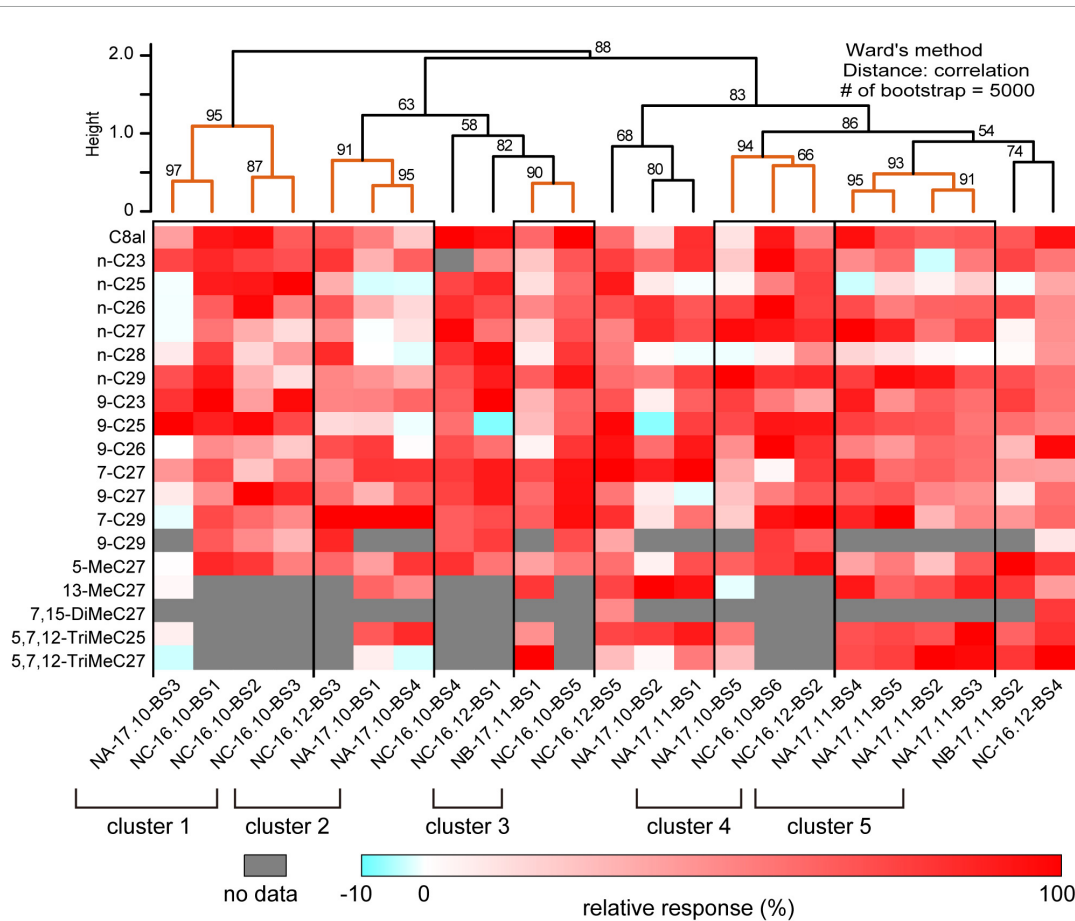 Ward's method
Distance: correlation
# of bootstrap = 5000
Height
2.0
1.0
0
88
95
97
87
63
91
95
58
82
90
83
68
80
86
94
66
54
93
95
91
74
C8al
n-C23
n-C25
n-C26
n-C27
n-C28
n-C29
9-C23
9-C25
9-C26
7-C27
9-C27
7-C29
9-C29
5-MeC27
13-MeC27
7,15-DiMeC27
5,7,12-TriMeC25
5,7,12-TriMeC27
NA-17.10-BS3
NC-16.10-BS1
NC-16.10-BS2
NC-16.10-BS3
NC-16.12-BS3
NA-17.10-BS1
NA-17.10-BS4
NC-16.10-BS4
NC-16.12-BS1
NB-17.11-BS1
NC-16.10-BS5
NC-16.12-BS5
NA-17.10-BS2
NA-17.11-BS1
NA-17.10-BS5
NC-16.10-BS6
NC-16.12-BS2
NA-17.11-BS4
NA-17.11-BS5
NA-17.11-BS2
NA-17.11-BS3
NB-17.11-BS2
NC-16.12-BS4
cluster 1
cluster 2
cluster 3
cluster 4
cluster 5
no data
-10
0
100
relative response (%)